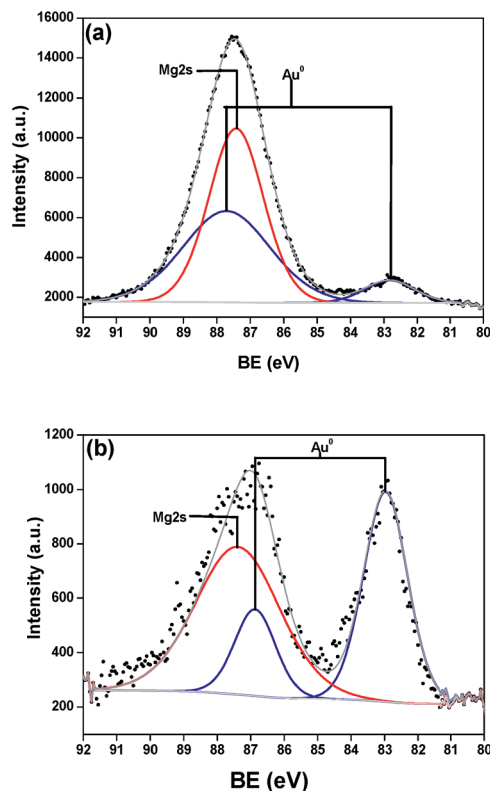 (a)
16000
14000
12000
10000
8000
6000
4000
2000
Intensity (a.u.)
Mg2s
Au⁰
92 91 90 89 88 87 86 85 84 83 82 81 80
BE (eV)
(b)
1200
1000
800
600
400
200
Intensity (a.u.)
Au⁰
Mg2s
92 91 90 89 88 87 86 85 84 83 82 81 80
BE (eV)